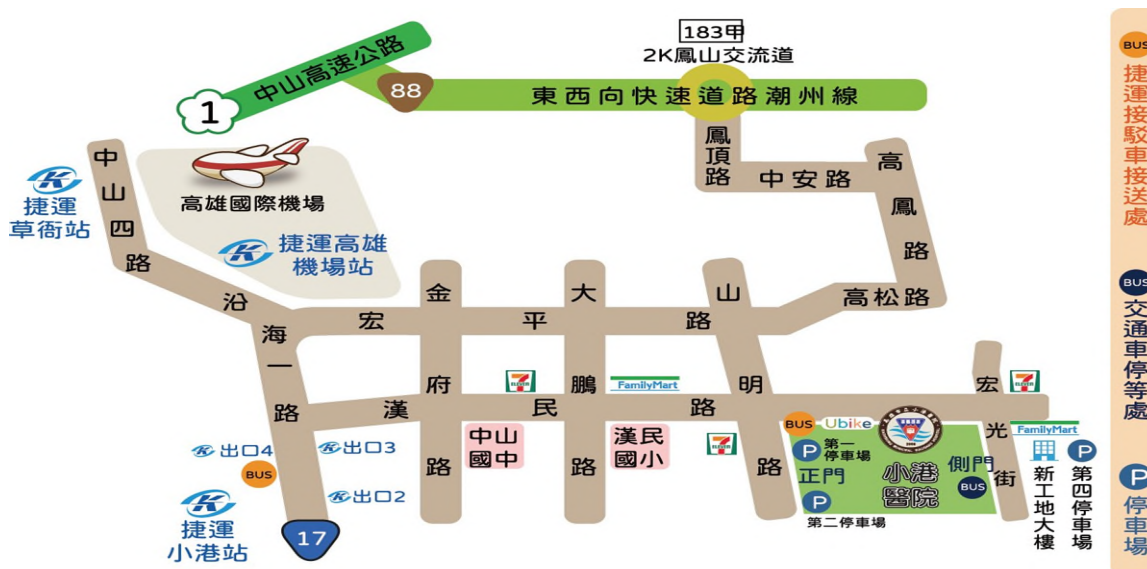 183甲
2K鳳山交流道
中山高速公路
1
88
東西向快速道路潮州線
鳳頂路
中安路
高鳳路
高松路
中山四路
捷運
草衙站
高雄國際機場
捷運高雄
機場站
沿海一路
宏平路
金府路
大鵬路
山明路
漢民路
7
ELEVEN
FamilyMart
中山
國中
漢民
國小
7
ELEVEN
出口4
出口3
BUS
出口2
捷運
小港站
17
BUS
Ubike
P
第一
停車場
正門
P
第二停車場
小港
醫院
側門
BUS
宏光街
7
ELEVEN
FamilyMart
新工地大樓
P
第四停車場
BUS
捷運接駁車接送處
BUS
交通車停等處
P
停車場